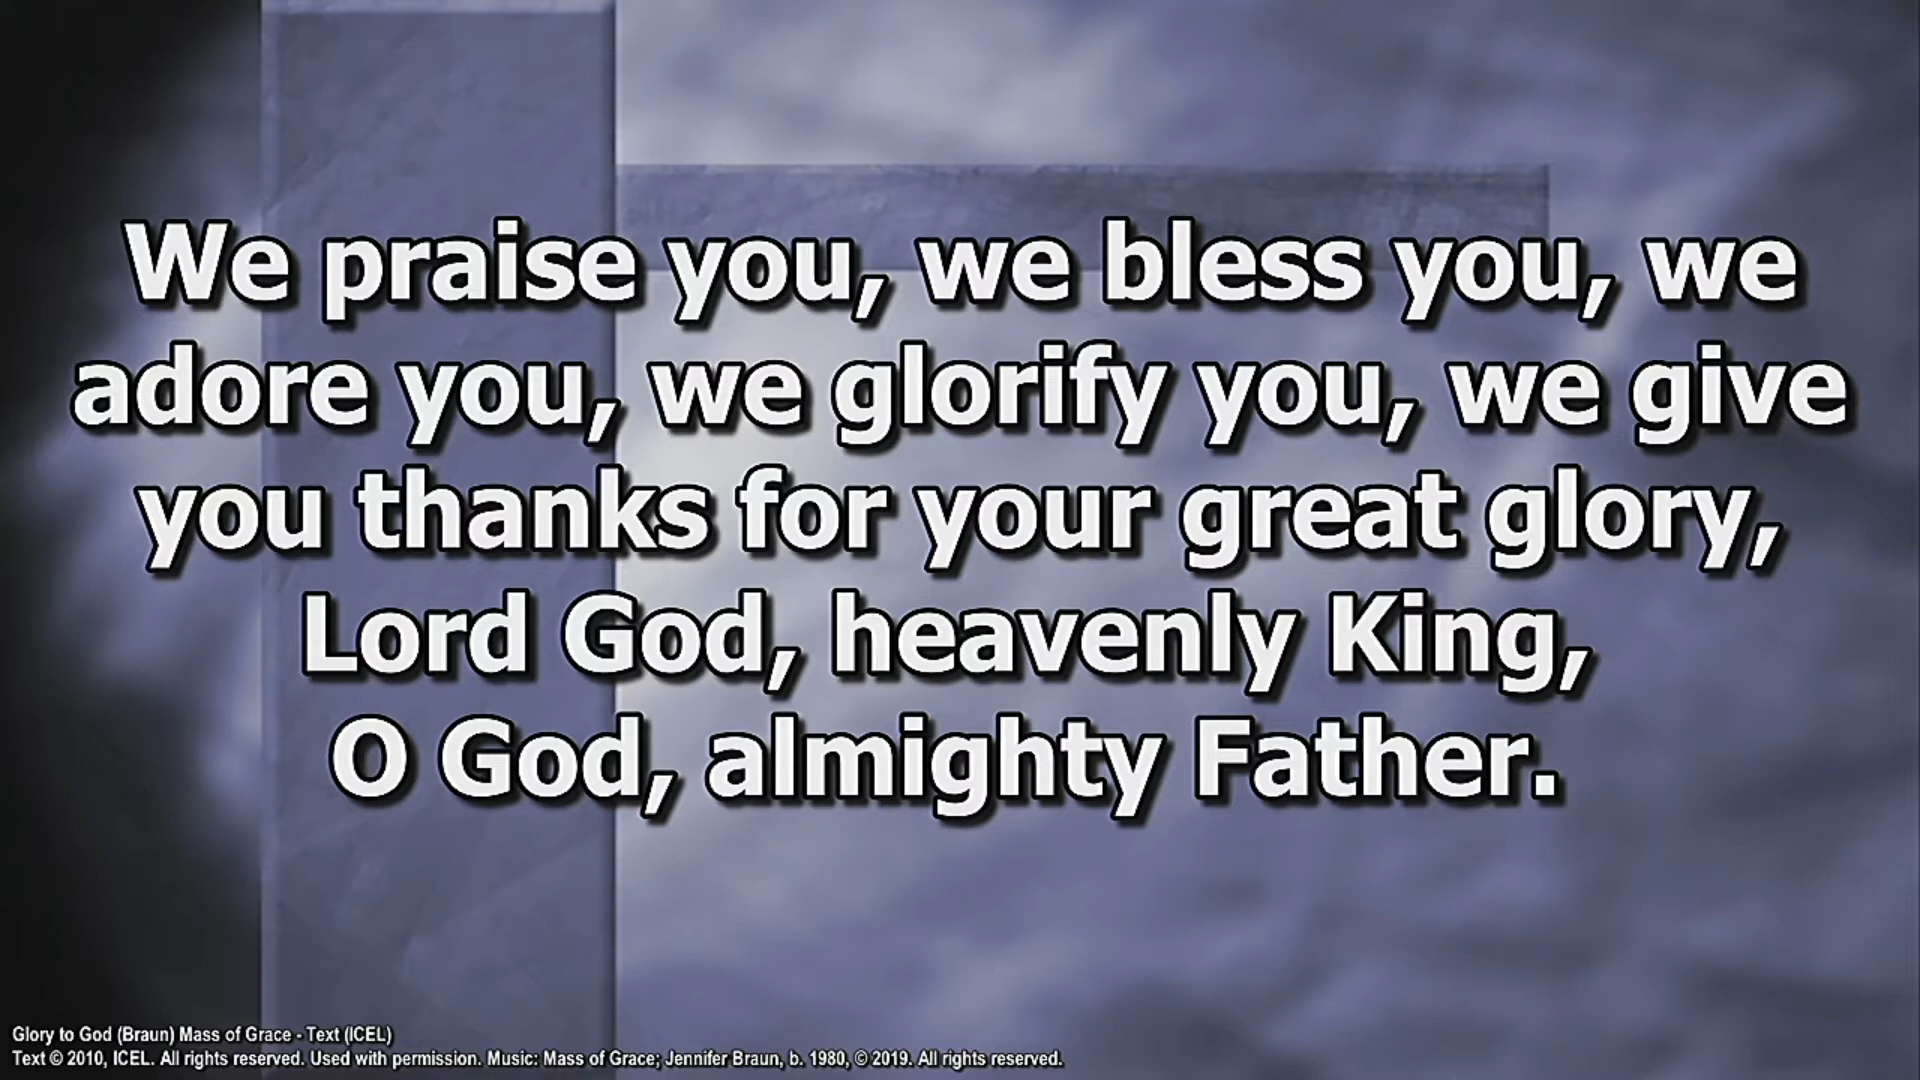 We praise you, we bless you, we
adore you, we glorify you, we give
you thanks for your great glory,
Lord God, heavenly King,
O God, almighty Father.
Glory to God (Braun) Mass of Grace - Text (ICEL)
Text © 2010, ICEL. All rights reserved. Used with permission. Music: Mass of Grace; Jennifer Braun, b. 1980, © 2019. All rights reserved.